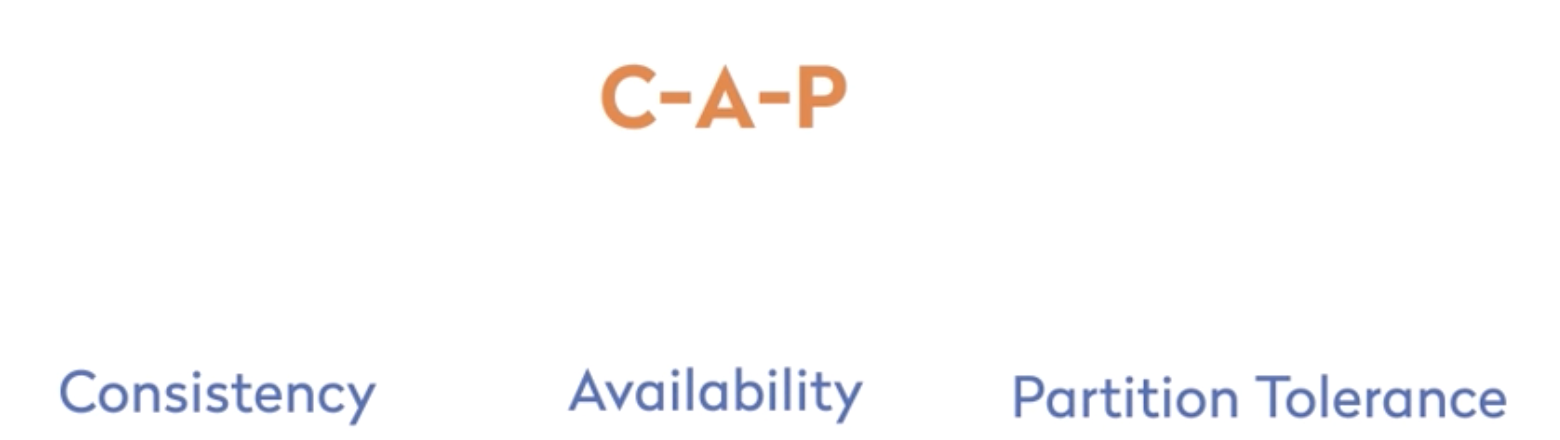 C-A-P
Consistency Availability Partition Tolerance